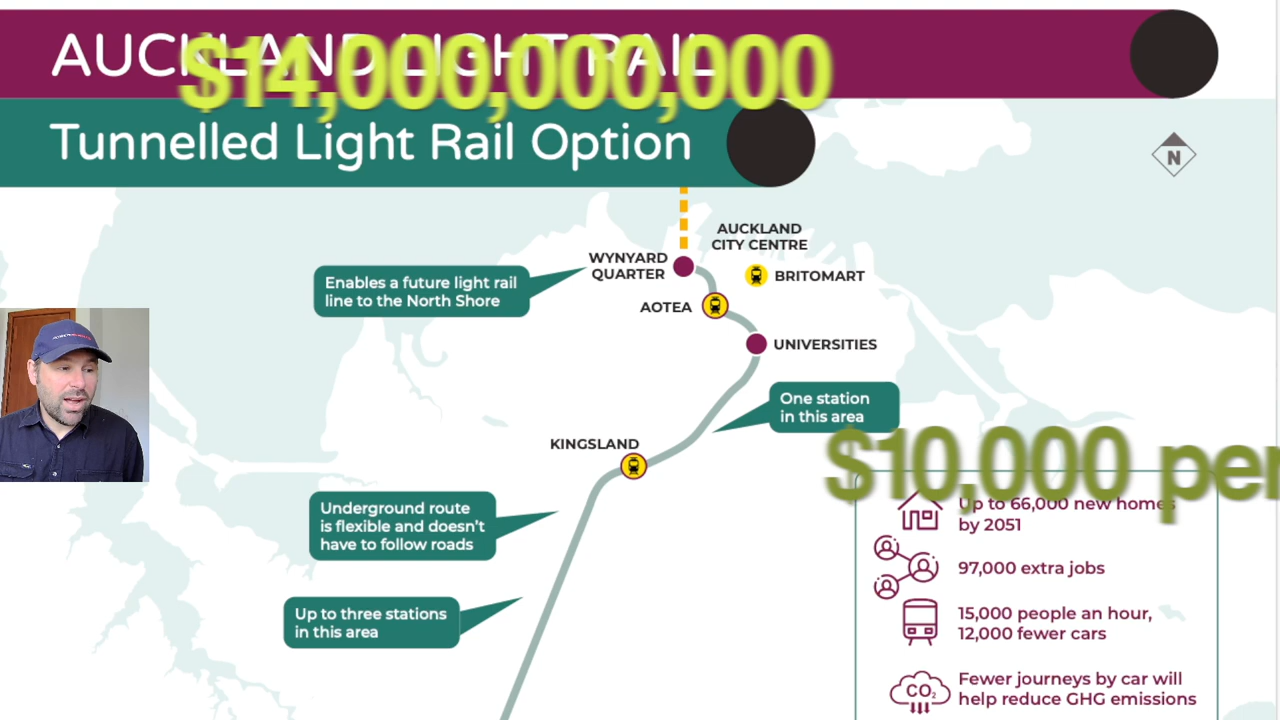 AUCKLAND LIGHT RAIL
$14,000,000,000
Tunnelled Light Rail Option
N
AUCKLAND
CITY CENTRE
WYNYARD
QUARTER
BRITOMART
Enables a future light rail
line to the North Shore
AOTEA
UNIVERSITIES
One station
in this area
KINGSLAND
$10,000 per
Underground route
is flexible and doesn't
have to follow roads
Up to 66,000 new homes
by 2051
97,000 extra jobs
Up to three stations
in this area
15,000 people an hour,
12,000 fewer cars
CO₂
Fewer journeys by car will
help reduce GHG emissions